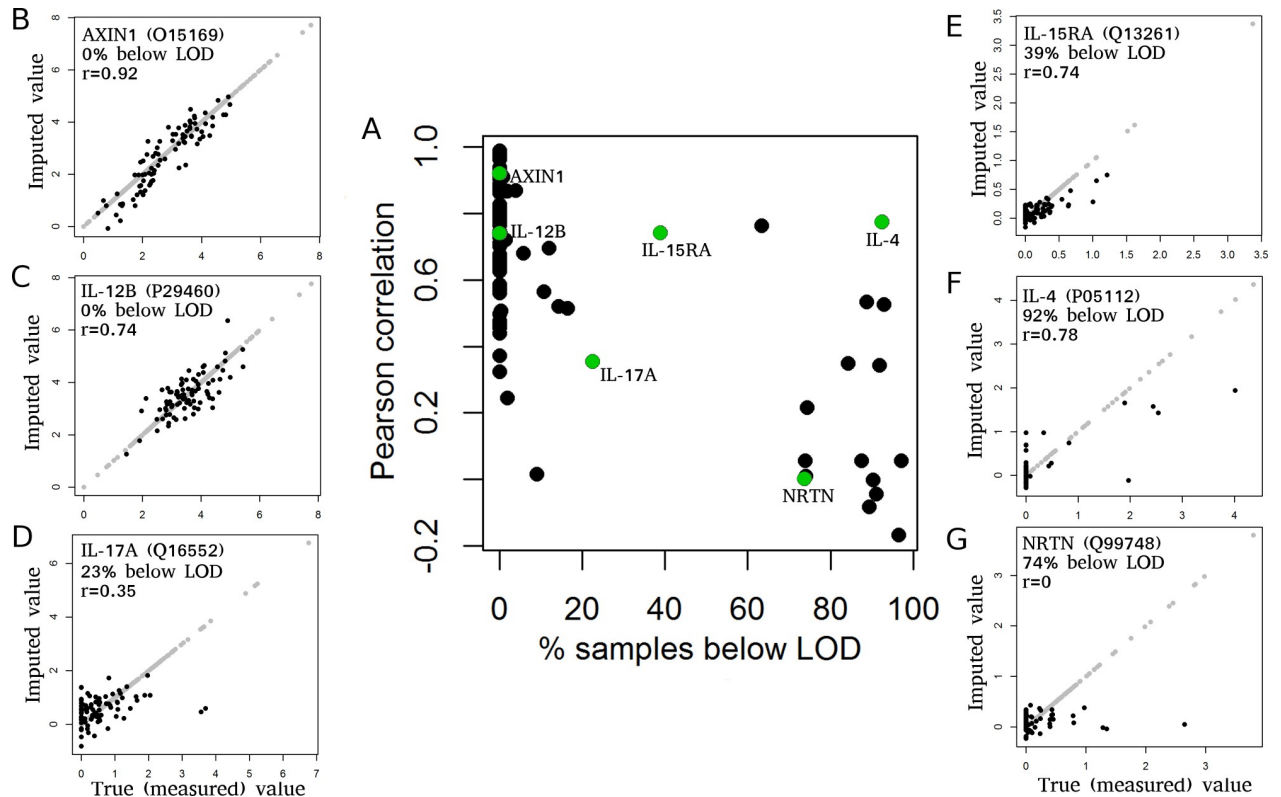 B
AXIN1 (O15169)
0% below LOD
r=0.92
Imputed value
0 2 4 6 8
0 2 4 6 8
C
IL-12B (P29460)
0% below LOD
r=0.74
Imputed value
0 2 4 6 8
0 2 4 6 8
D
IL-17A (Q16552)
23% below LOD
r=0.35
Imputed value
0 2 4 6
0 1 2 3 4 5 6 7
True (measured) value
A
Pearson correlation
-0.2 0.2 0.6 1.0
AXIN1
IL-12B
IL-15RA
IL-4
IL-17A
NRTN
0 20 40 60 80 100
% samples below LOD
E
IL-15RA (Q13261)
39% below LOD
r=0.74
Imputed value
0.0 0.5 1.0 1.5 2.0 2.5 3.0 3.5
0.0 0.5 1.0 1.5 2.0 2.5 3.0 3.5
F
IL-4 (P05112)
92% below LOD
r=0.78
Imputed value
0 1 2 3 4
0 1 2 3 4
G
NRTN (Q99748)
74% below LOD
r=0
Imputed value
0 1 2 3
0 1 2 3
True (measured) value